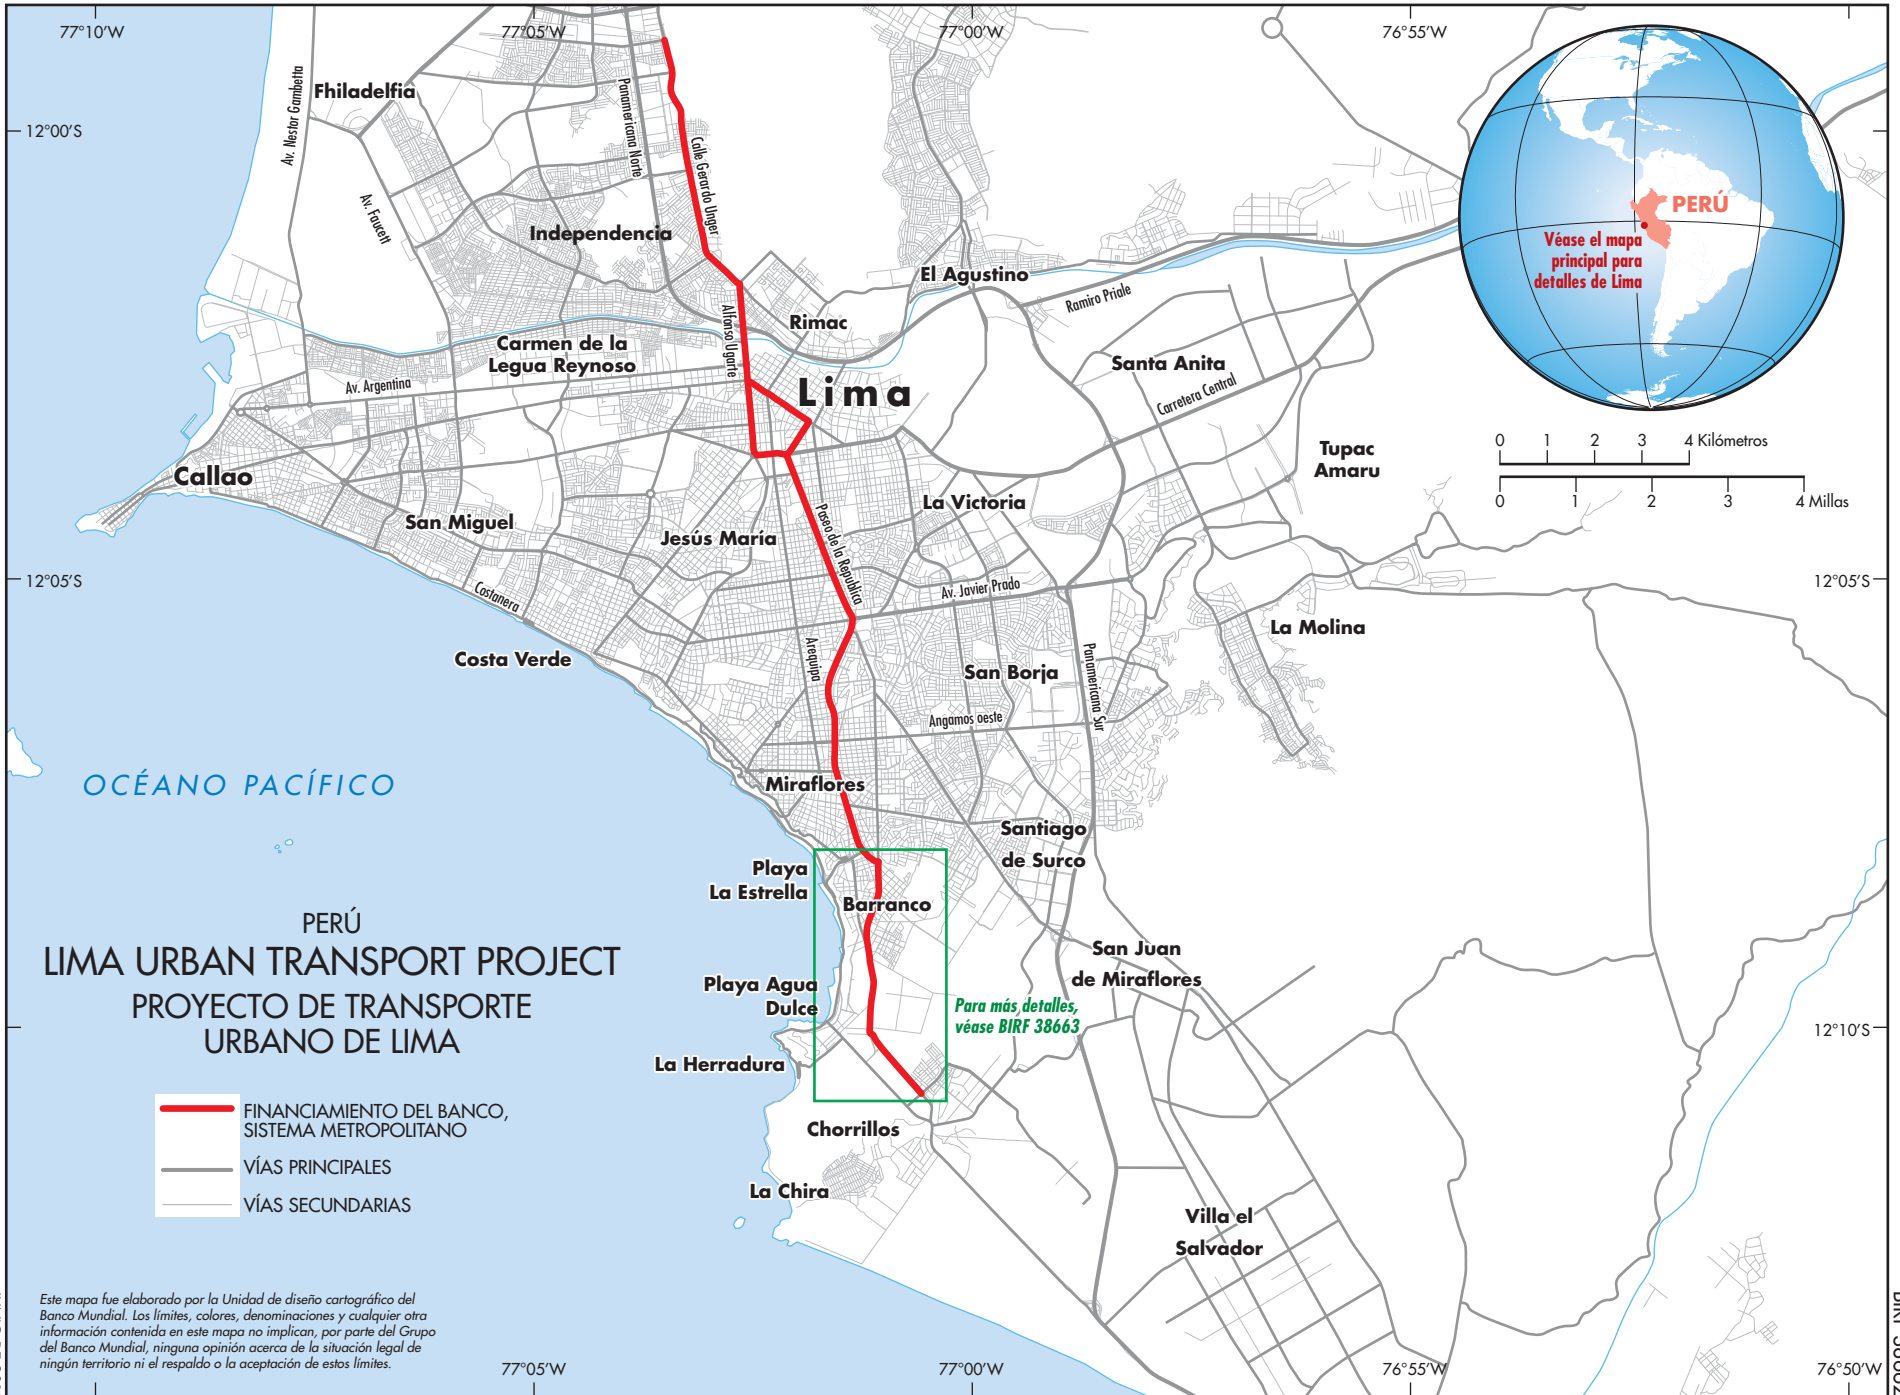 77°10'W
77°05'W
77°00'W
76°55'W
Fhiladelfia
Av. Nestor Gambetta
Panamericana Norte
Calle Gerardo Unger
12°00'S
Av. Faucett
Independencia
PERÚ
Véase el mapa
principal para
detalles de Lima
El Agustino
Ramiro Priale
Rimac
Alfonso Ugarte
Carmen de la
Legua Reynoso
Santa Anita
Av. Argentina
Lima
Carretera Central
0 1 2 3 4 Kilómetros
0 1 2 3 4 Millas
Tupac
Amaru
Callao
La Victoria
San Miguel
Jesús María
Paseo de la Republica
12°05'S
12°05'S
Av. Javier Prado
Costanera
La Molina
Costa Verde
Arequipa
San Borja
Panamericana Sur
Angamos oeste
OCÉANO PACÍFICO
Miraflores
Santiago
de Surco
Playa
La Estrella
Barranco
PERÚ
LIMA URBAN TRANSPORT PROJECT
PROYECTO DE TRANSPORTE
URBANO DE LIMA
San Juan
de Miraflores
Playa Agua
Dulce
Para más detalles,
véase BIRF 38663
12°10'S
La Herradura
FINANCIAMIENTO DEL BANCO,
SISTEMA METROPOLITANO
VÍAS PRINCIPALES
VÍAS SECUNDARIAS
Chorrillos
La Chira
Villa el
Salvador
Este mapa fue elaborado por la Unidad de diseño cartográfico del
Banco Mundial. Los límites, colores, denominaciones y cualquier otra
información contenida en este mapa no implican, por parte del Grupo
del Banco Mundial, ninguna opinión acerca de la situación legal de
ningún territorio ni el respaldo o la aceptación de estos límites.
77°05'W
77°00'W
76°55'W
76°50'W